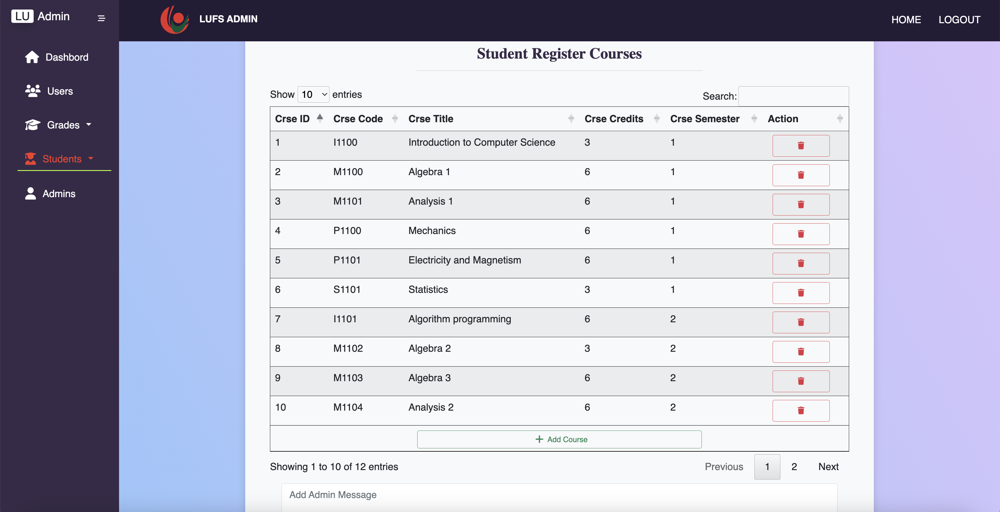 LU Admin
LUFS ADMIN
HOME LOGOUT
Dashbord
Users
Grades
Students
Admins
Student Register Courses
Show 10 entries
Search:
Crse ID Crse Code Crse Title Crse Credits Crse Semester Action
1 I1100 Introduction to Computer Science 3 1
2 M1100 Algebra 1 6 1
3 M1101 Analysis 1 6 1
4 P1100 Mechanics 6 1
5 P1101 Electricity and Magnetism 6 1
6 S1101 Statistics 3 1
7 I1101 Algorithm programming 6 2
8 M1102 Algebra 2 3 2
9 M1103 Algebra 3 6 2
10 M1104 Analysis 2 6 2
Add Course
Showing 1 to 10 of 12 entries
Previous 1 2 Next
Add Admin Message